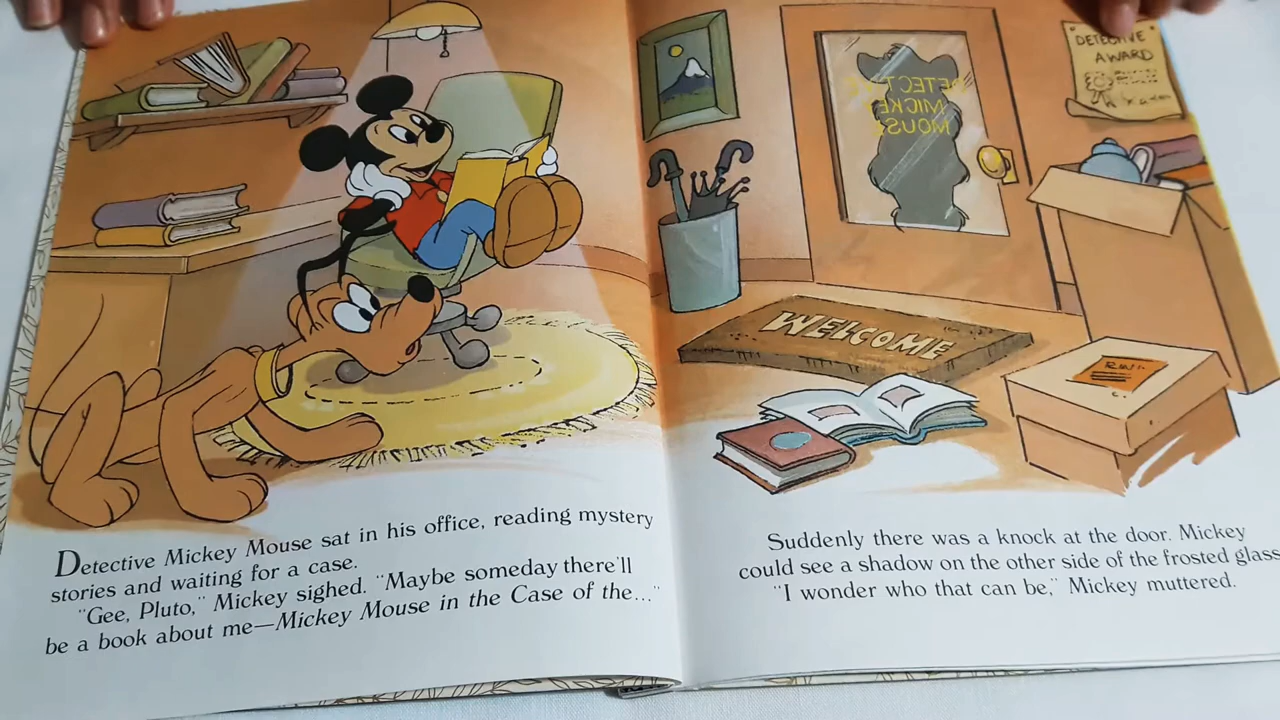 Detective Mickey Mouse sat in his office, reading mystery
stories and waiting for a case.
"Gee, Pluto," Mickey sighed. "Maybe someday there'll
be a book about me—Mickey Mouse in the Case of the..."
DETECTIVE
MICKEY
MOUSE
DETECTIVE
AWARD
WELCOME
Suddenly there was a knock at the door. Mickey
could see a shadow on the other side of the frosted glass
"I wonder who that can be," Mickey muttered.